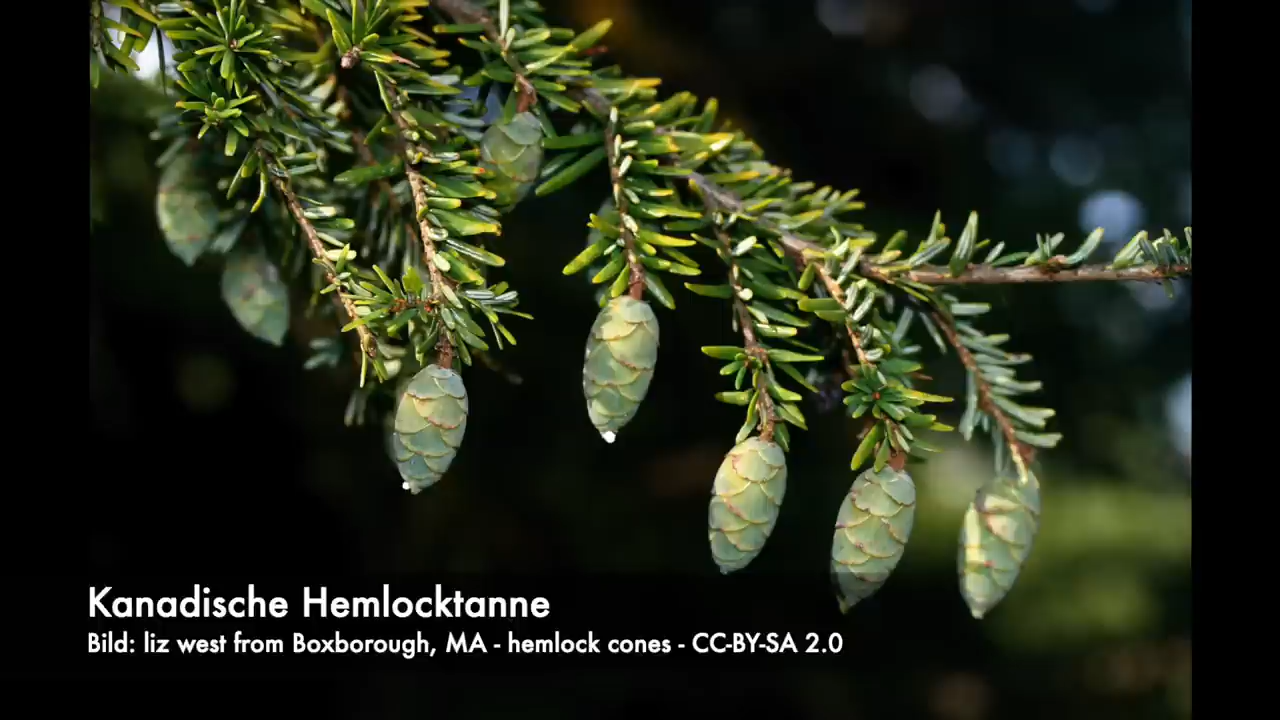 Kanadische Hemlocktanne
Bild: liz west from Boxborough, MA - hemlock cones - CC-BY-SA 2.0